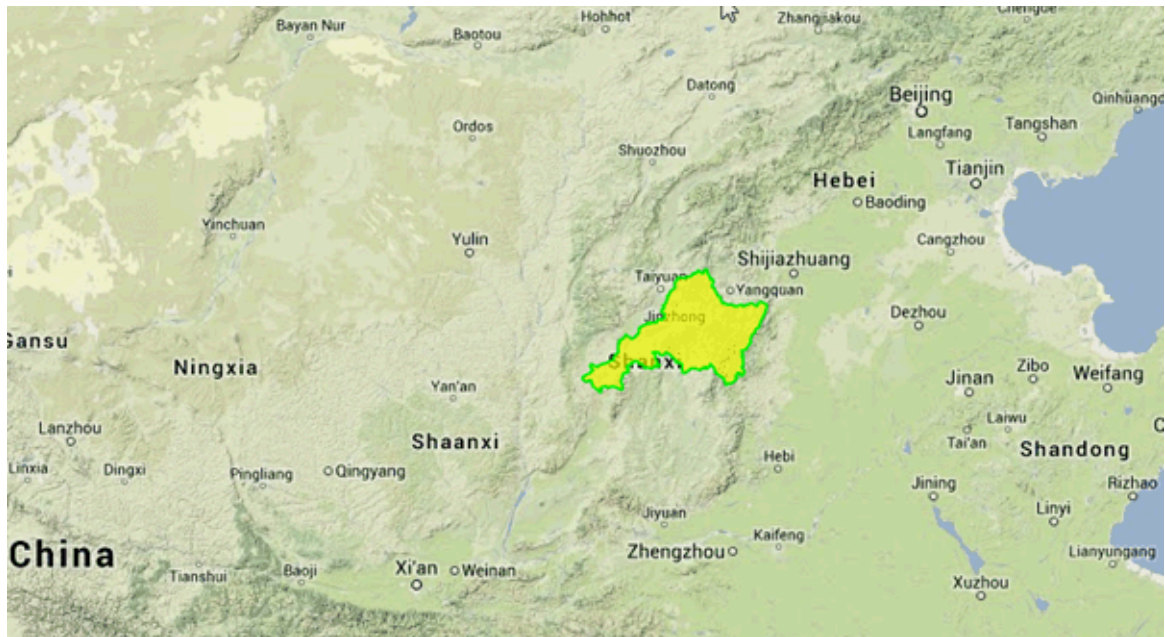 Bayan Nur
Hohhot
Zhangjiakou
Baotou
Datong
Beijing
Qinhuangd
Ordos
Langfang
Tangshan
Shuozhou
Tianjin
Hebei
Baoding
Yinchuan
Yulin
Cangzhou
Shijiazhuang
Taiyuan
Yangquan
Jinzhong
Dezhou
Gansu
Ningxia
Shanxi
Zibo
Weifang
Jinan
Yan'an
Laiwu
Lanzhou
Shaanxi
Tai'an
Shandong
Linxia
Dingxi
Pingliang
Qingyang
Hebi
Jining
Rizhao
Linyi
Jiyuan
Kaifeng
China
Zhengzhou
Lianyungang
Tianshui
Baoji
Xi'an
Weinan
Xuzhou